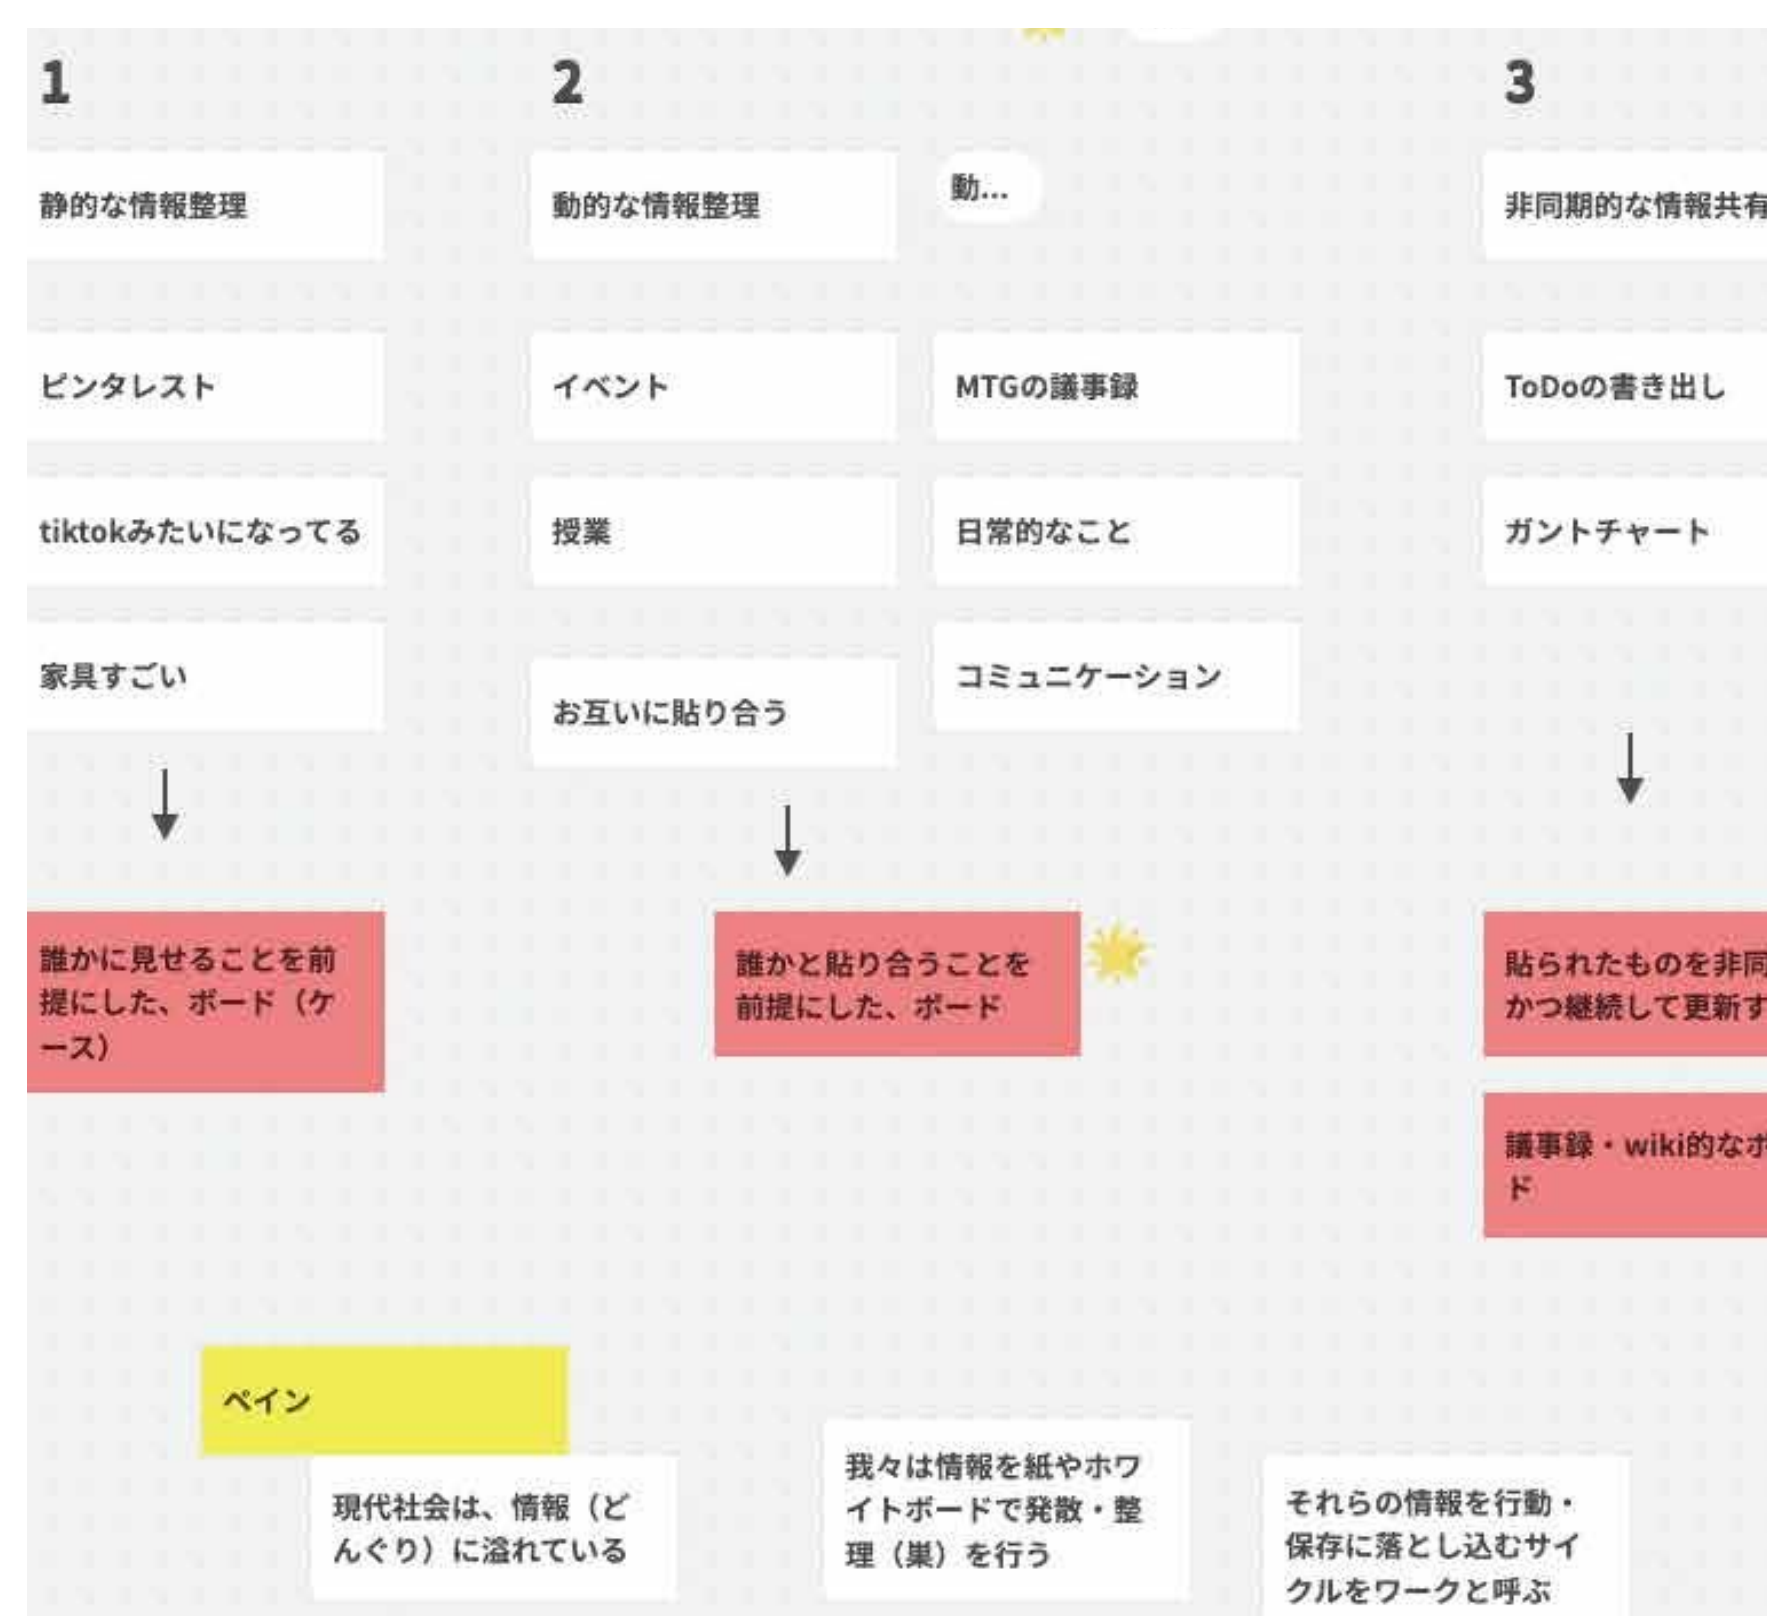 1
2
3
静的な情報整理
動的な情報整理
動...
非同期的な情報共有
ピンタレスト
イベント
MTGの議事録
ToDoの書き出し
tiktokみたいになってる
授業
日常的なこと
ガントチャート
家具すごい
お互いに貼り合う
コミュニケーション
誰かに見せることを前
提にした、ボード（ケ
ース）
誰かと貼り合うことを
前提にした、ボード
貼られたものを非同
かつ継続して更新す
議事録・wiki的なボ
ド
ペイン
現代社会は、情報（ど
んぐり）に溢れている
我々は情報を紙やホワ
イトボードで発散・整
理（巣）を行う
それらの情報を行動・
保存に落とし込むサイ
クルをワークと呼ぶ